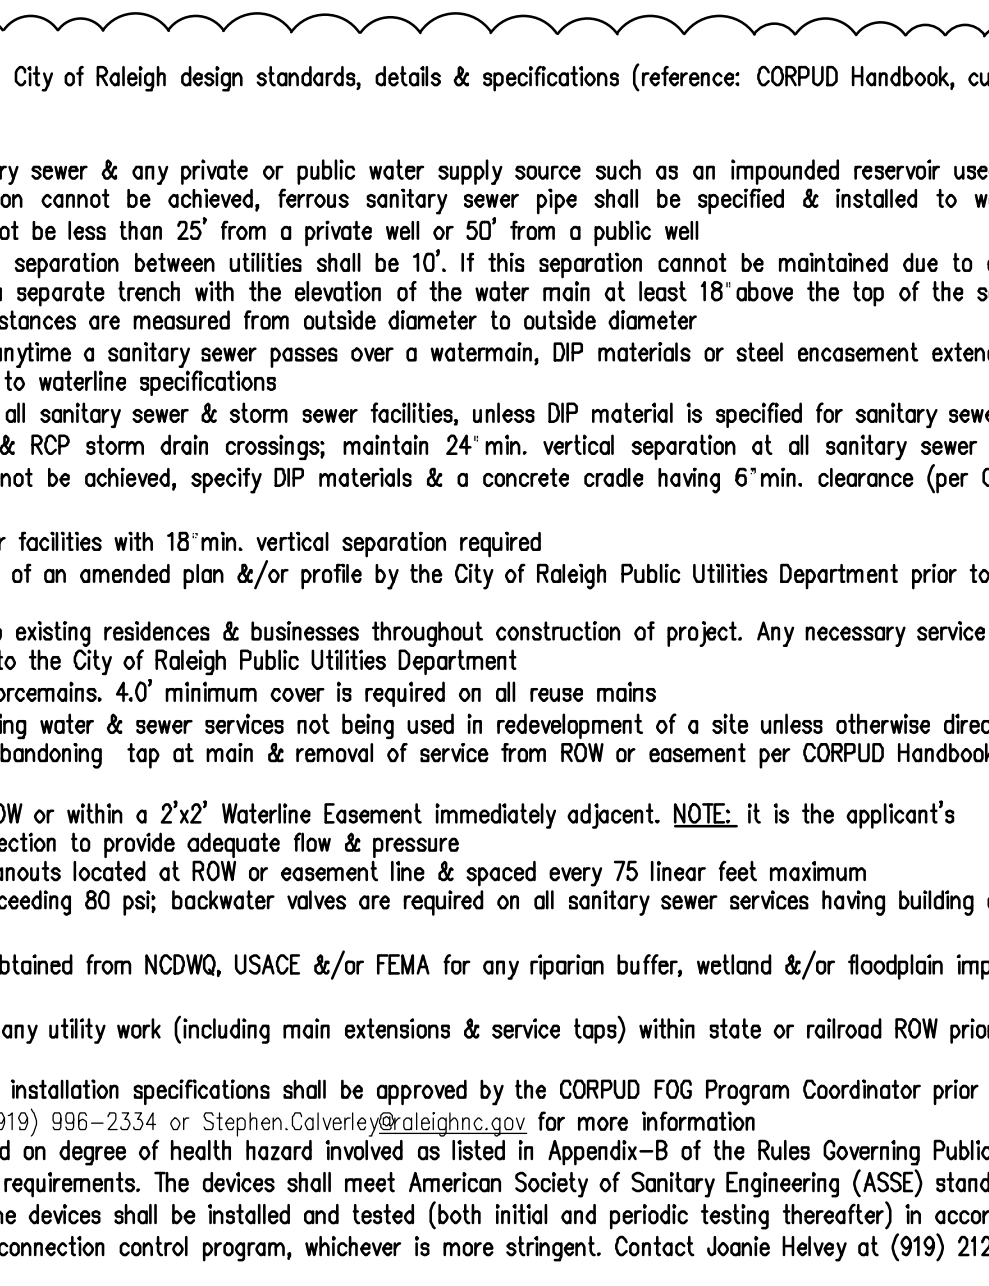 City of Raleigh design standards, details & specifications (reference: CORPUD Handbook, cu
ry sewer & any private or public water supply source such as an impounded reservoir use
on cannot be achieved, ferrous sanitary sewer pipe shall be specified & installed to w
ot be less than 25' from a private well or 50' from a public well
separation between utilities shall be 10'. If this separation cannot be maintained due to
separate trench with the elevation of the water main at least 18" above the top of the s
stances are measured from outside diameter to outside diameter
anytime a sanitary sewer passes over a watermain, DIP materials or steel encasement exten
to waterline specifications
all sanitary sewer & storm sewer facilities, unless DIP material is specified for sanitary sewe
& RCP storm drain crossings; maintain 24" min. vertical separation at all sanitary sewer
not be achieved, specify DIP materials & a concrete cradle having 6" min. clearance (per C
r facilities with 18" min. vertical separation required
of an amended plan &/or profile by the City of Raleigh Public Utilities Department prior to
o existing residences & businesses throughout construction of project. Any necessary service
to the City of Raleigh Public Utilities Department
orcemains. 4.0' minimum cover is required on all reuse mains
ing water & sewer services not being used in redevelopment of a site unless otherwise direc
bandoning tap at main & removal of service from ROW or easement per CORPUD Handbook
OW or within a 2'x2' Waterline Easement immediately adjacent. NOTE: it is the applicant's
ection to provide adequate flow & pressure
anouts located at ROW or easement line & spaced every 75 linear feet maximum
ceeding 80 psi; backwater valves are required on all sanitary sewer services having building
btained from NCDWQ, USACE &/or FEMA for any riparian buffer, wetland &/or floodplain imp
any utility work (including main extensions & service taps) within state or railroad ROW prior
installation specifications shall be approved by the CORPUD FOG Program Coordinator prior
919) 996-2334 or Stephen.Calverley@raleighnc.gov for more information
d on degree of health hazard involved as listed in Appendix-B of the Rules Governing Public
requirements. The devices shall meet American Society of Sanitary Engineering (ASSE) stand
he devices shall be installed and tested (both initial and periodic testing thereafter) in accor
connection control program, whichever is more stringent. Contact Joanie Helvey at (919) 212